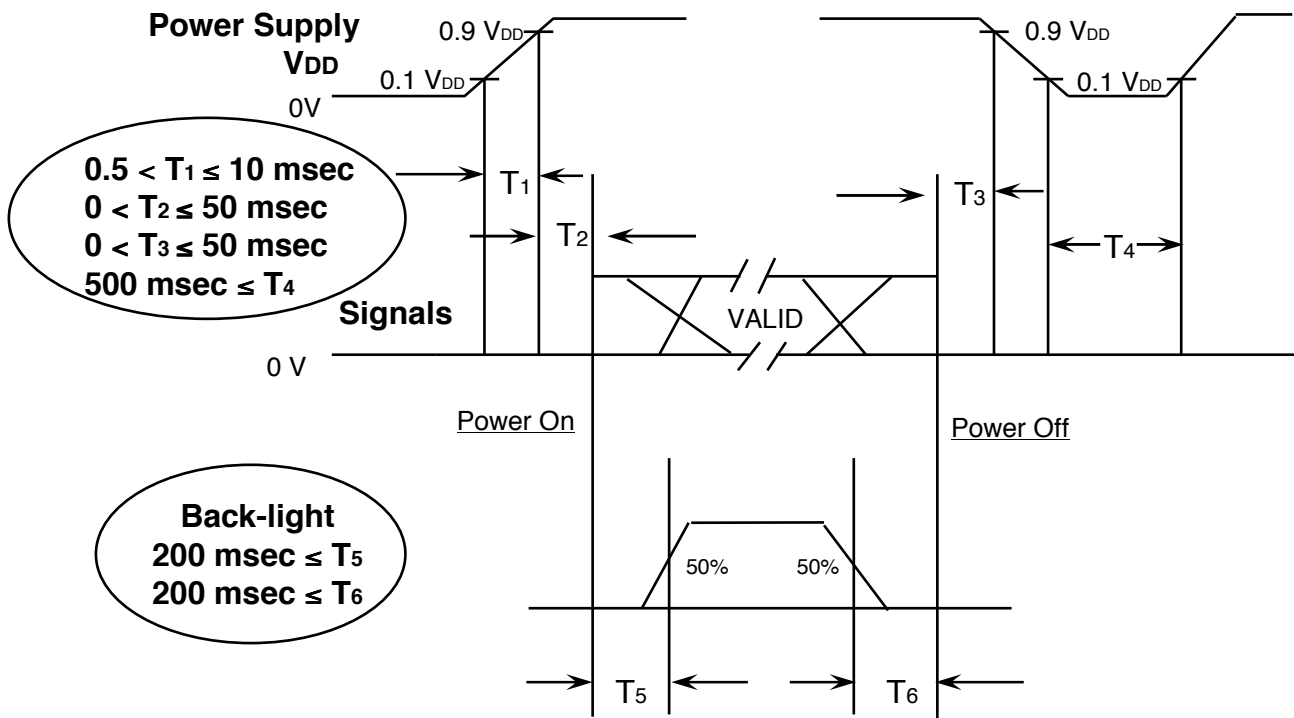 Power Supply
VDD
0.9 VDD
0.1 VDD
0V
0.9 VDD
0.1 VDD
0.5 < T1 ≤ 10 msec
0 < T2 ≤ 50 msec
0 < T3 ≤ 50 msec
500 msec ≤ T4
T1
T2
T3
T4
Signals
VALID
0 V
Power On
Power Off
Back-light
200 msec ≤ T5
200 msec ≤ T6
50%
50%
T5
T6